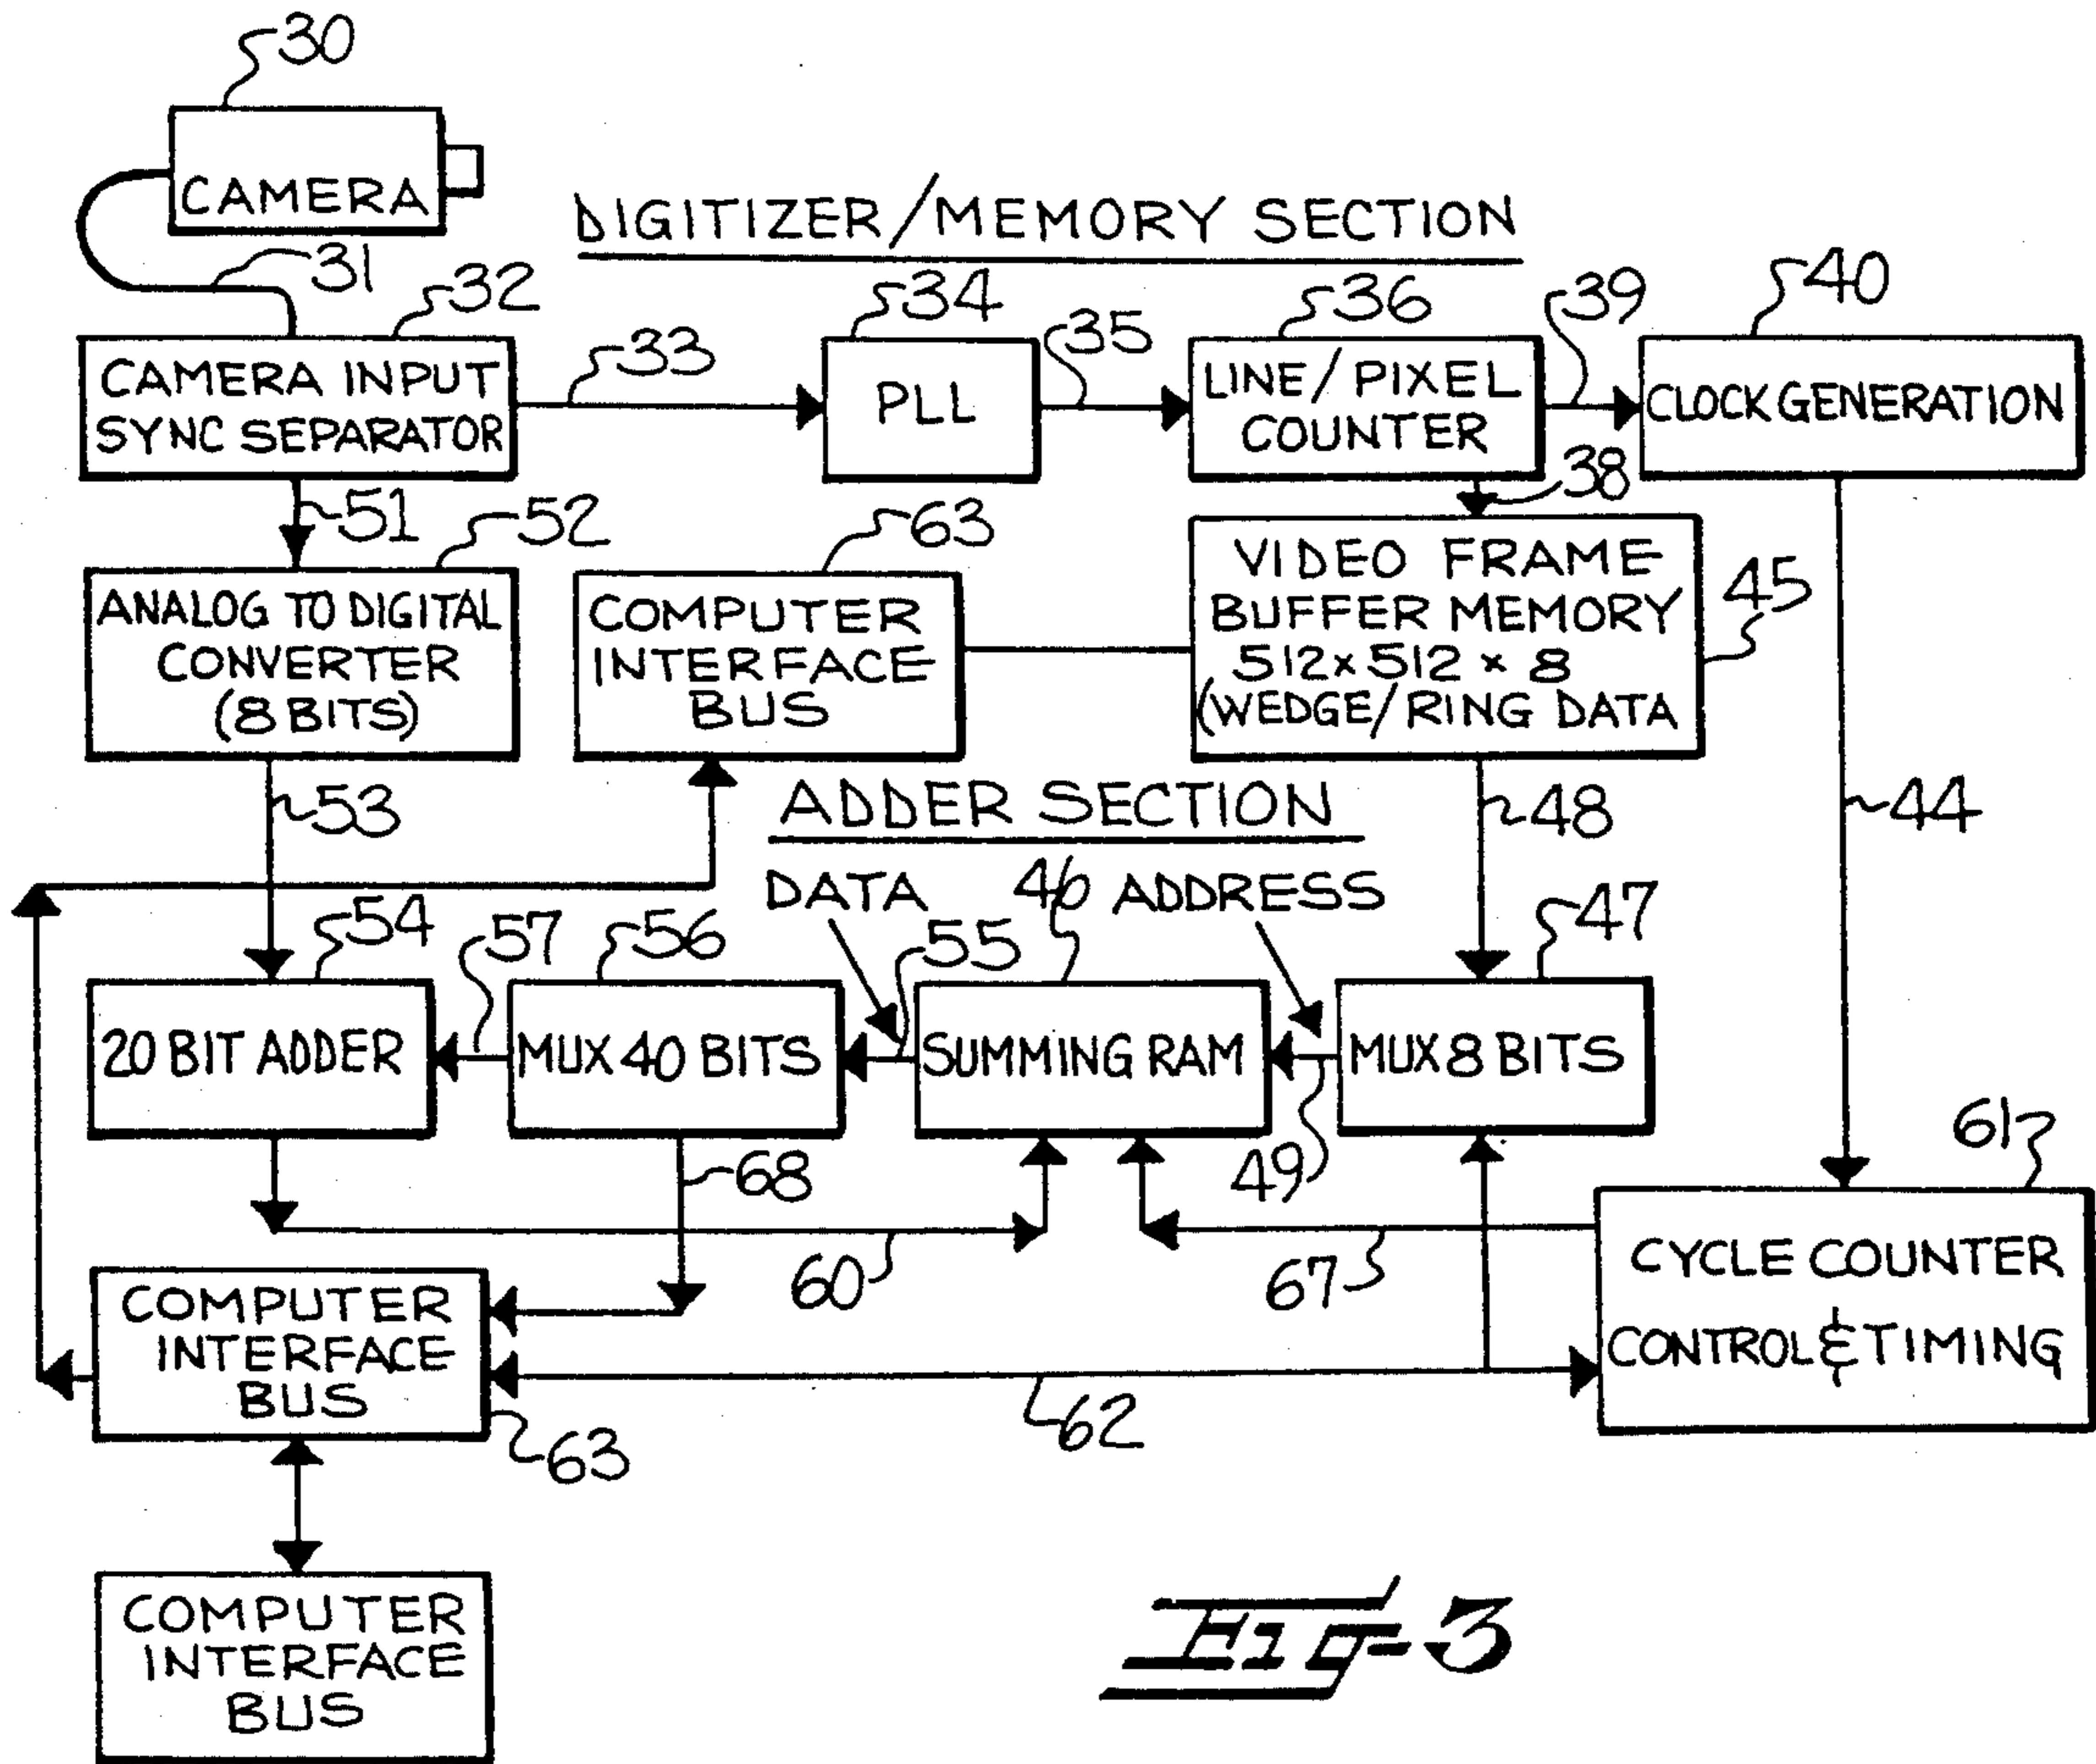 30
CAMERA
31
DIGITIZER/MEMORY SECTION
32
34
36
39
40
CAMERA INPUT
SYNC SEPARATOR
33
PLL
35
LINE/PIXEL
COUNTER
CLOCK GENERATION
38
51
52
63
ANALOG TO DIGITAL
CONVERTER
(8 BITS)
COMPUTER
INTERFACE
BUS
VIDEO FRAME
BUFFER MEMORY
512x512x8
(WEDGE/RING DATA
45
53
ADDER SECTION
48
44
DATA
46
ADDRESS
47
54
57
56
55
20 BIT ADDER
MUX 40 BITS
SUMMING RAM
MUX 8 BITS
49
61
68
60
67
CYCLE COUNTER
CONTROL & TIMING
COMPUTER
INTERFACE
BUS
62
63
COMPUTER
INTERFACE
BUS
Fig-3